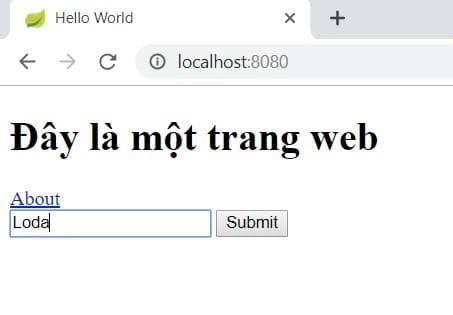 Hello World
localhost:8080
Đây là một trang web
About
Loda Submit